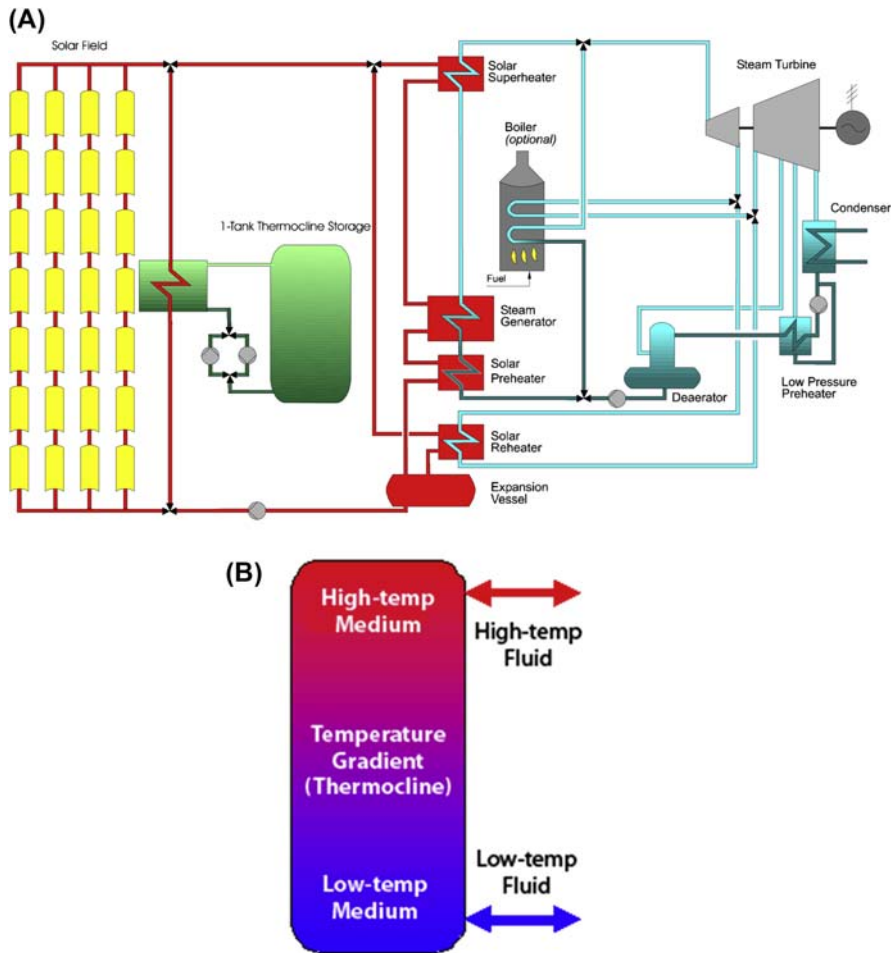 (A)
Solar Field
Solar
Superheater
Steam Turbine
Boiler
(optional)
1-Tank Thermocline Storage
Condenser
Fuel
Steam
Generator
Solar
Preheater
Low Pressure
Preheater
Deaerator
Solar
Reheater
Expansion
Vessel
(B)
High-temp
Medium
High-temp
Fluid
Temperature
Gradient
(Thermocline)
Low-temp
Medium
Low-temp
Fluid